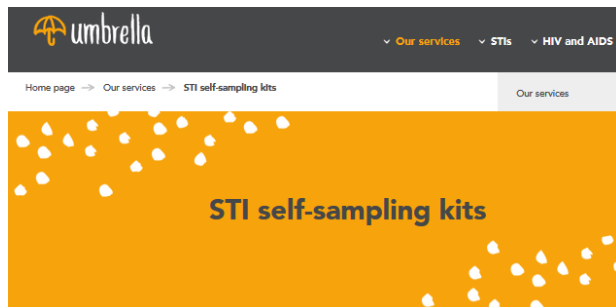 umbrella
Our services STIs HIV and AIDS
Home page Our services STI self-sampling kits
Our services
STI self-sampling kits